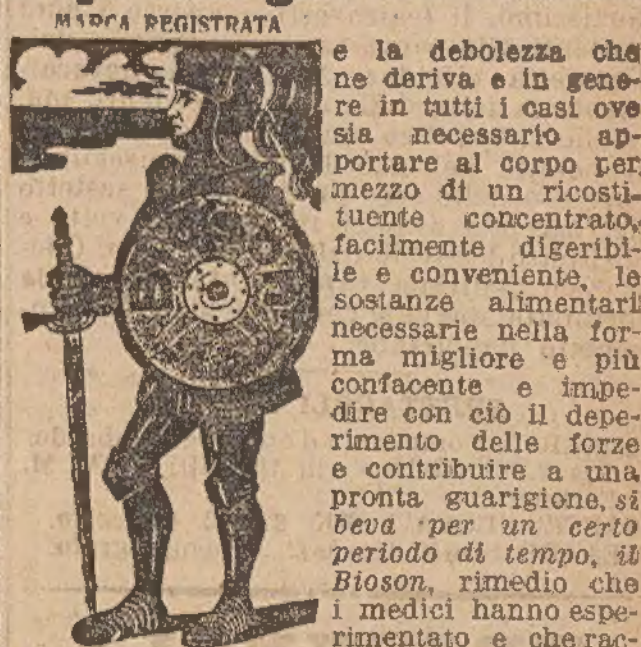 MARCA REGISTRATA
e la debolezza che
ne deriva e in gene-
re in tutti i casi ove
sia necessario ap-
portare al corpo per
mezzo di un ricosti-
tuente concentrato,
facilmente digeribi-
le e conveniente, le
sostanze alimentari
necessarie nella for-
ma migliore e più
confacente e impe-
dire con ciò il depe-
rimento delle forze
e contribuire a una
pronta guarigione, si
beva per un certo
periodo di tempo, il
Bioson, rimedio che
i medici hanno espe-
rimentato e che rac-